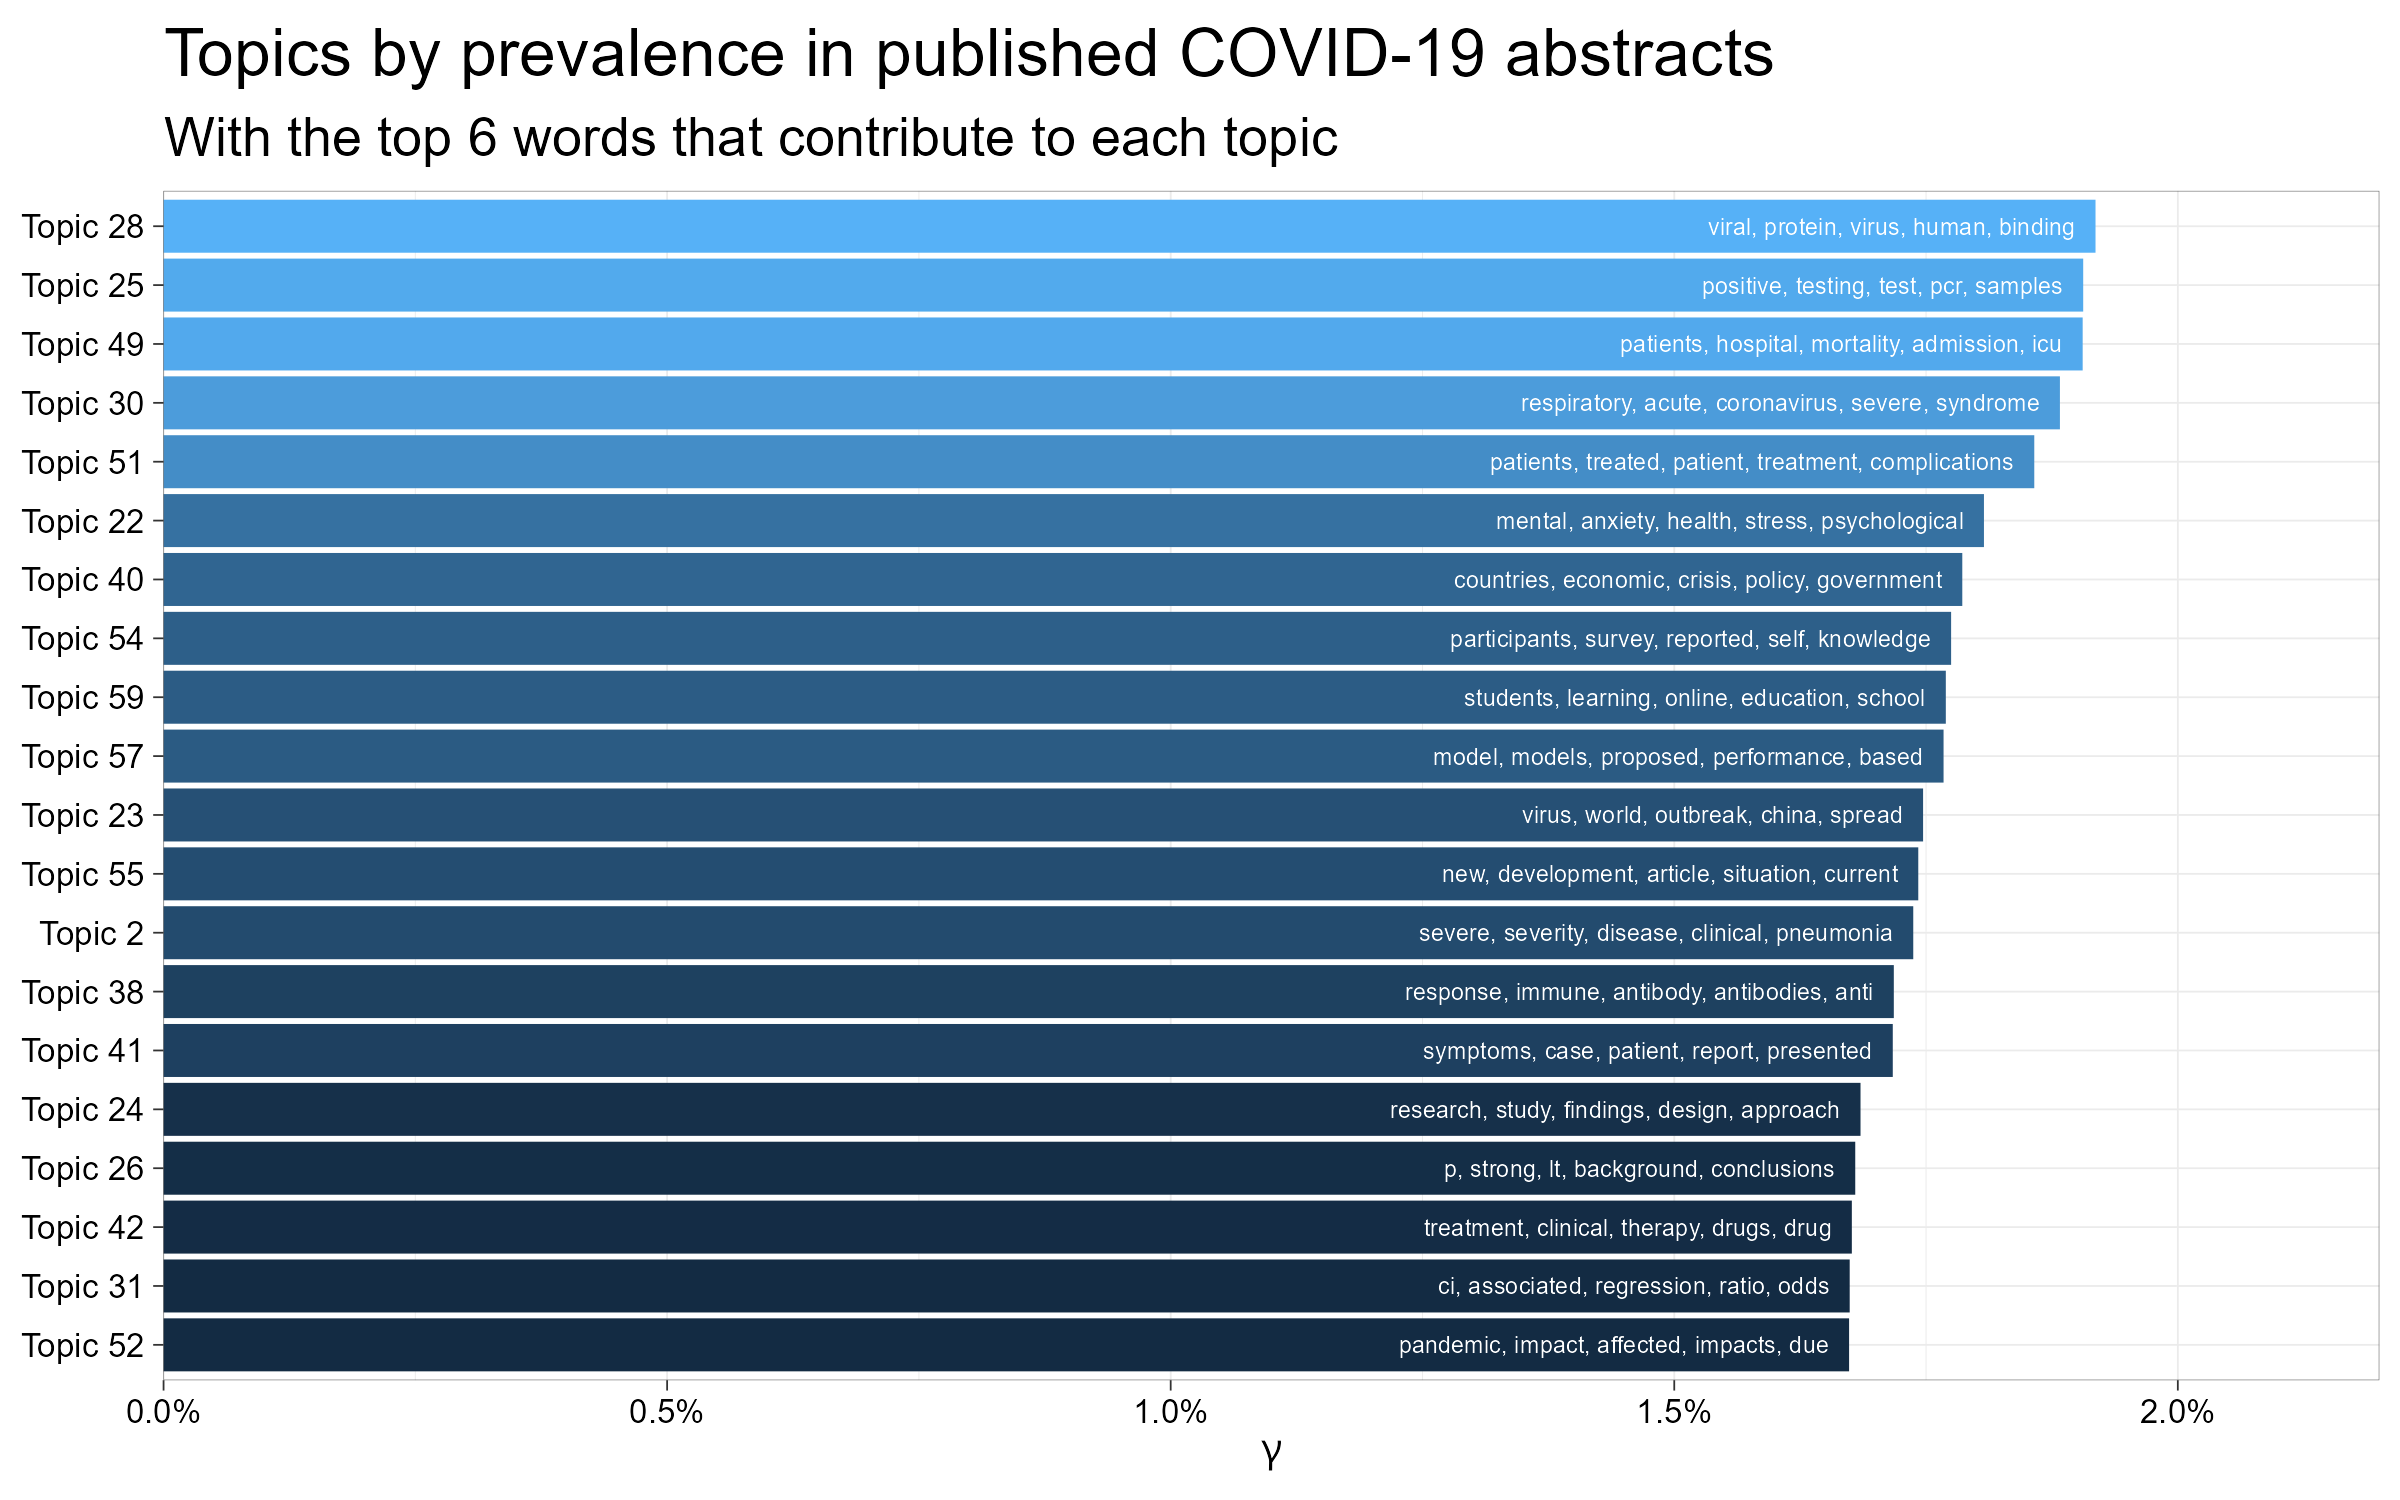 Topics by prevalence in published COVID-19 abstracts
With the top 6 words that contribute to each topic
Topic 28 viral, protein, virus, human, binding
Topic 25 positive, testing, test, pcr, samples
Topic 49 patients, hospital, mortality, admission, icu
Topic 30 respiratory, acute, coronavirus, severe, syndrome
Topic 51 patients, treated, patient, treatment, complications
Topic 22 mental, anxiety, health, stress, psychological
Topic 40 countries, economic, crisis, policy, government
Topic 54 participants, survey, reported, self, knowledge
Topic 59 students, learning, online, education, school
Topic 57 model, models, proposed, performance, based
Topic 23 virus, world, outbreak, china, spread
Topic 55 new, development, article, situation, current
Topic 2 severe, severity, disease, clinical, pneumonia
Topic 38 response, immune, antibody, antibodies, anti
Topic 41 symptoms, case, patient, report, presented
Topic 24 research, study, findings, design, approach
Topic 26 p, strong, lt, background, conclusions
Topic 42 treatment, clinical, therapy, drugs, drug
Topic 31 ci, associated, regression, ratio, odds
Topic 52 pandemic, impact, affected, impacts, due
0.0% 0.5% 1.0% 1.5% 2.0%
γ